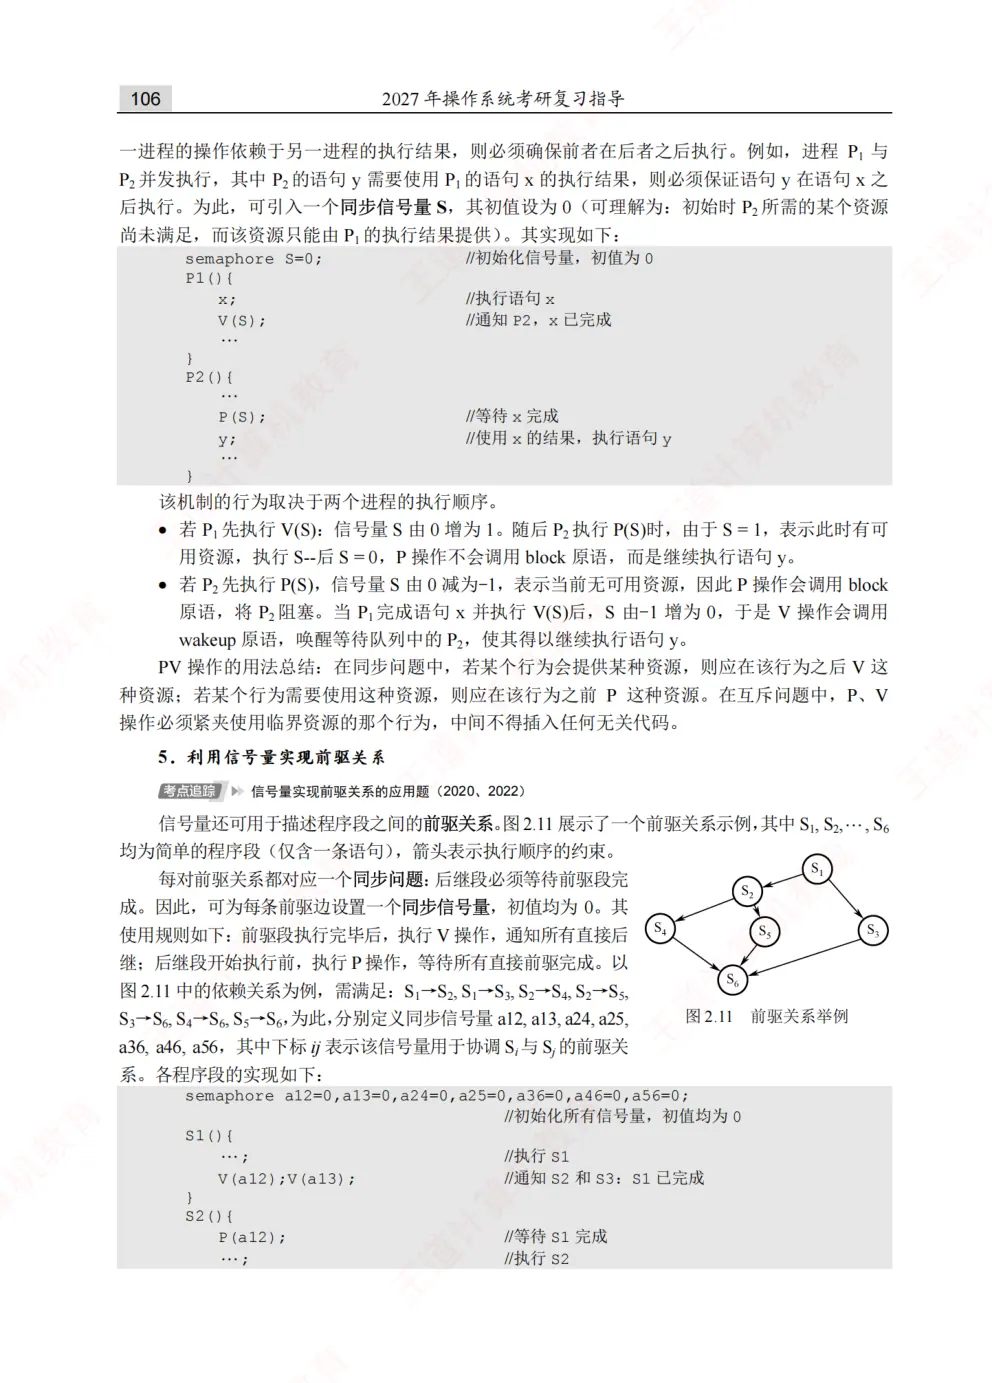 106
2027 年操作系统考研复习指导
一进程的操作依赖于另一进程的执行结果，则必须确保前者在后者之后执行。例如，进程 P1 与
P2 并发执行，其中 P2 的语句 y 需要使用 P1 的语句 x 的执行结果，则必须保证语句 y 在语句 x 之
后执行。为此，可引入一个同步信号量 S，其初值设为 0（可理解为：初始时 P2 所需的某个资源
尚未满足，而该资源只能由 P1 的执行结果提供）。其实现如下：
semaphore S=0; //初始化信号量，初值为 0
P1(){
x; //执行语句 x
V(S); //通知 P2，x 已完成
…
}
P2(){
…
P(S); //等待 x 完成
y; //使用 x 的结果，执行语句 y
…
}
该机制的行为取决于两个进程的执行顺序。
● 若 P1 先执行 V(S)：信号量 S 由 0 增为 1。随后 P2 执行 P(S)时，由于 S = 1，表示此时有可
用资源，执行 S--后 S = 0，P 操作不会调用 block 原语，而是继续执行语句 y。
● 若 P2 先执行 P(S)，信号量 S 由 0 减为−1，表示当前无可用资源，因此 P 操作会调用 block
原语，将 P2 阻塞。当 P1 完成语句 x 并执行 V(S)后，S 由−1 增为 0，于是 V 操作会调用
wakeup 原语，唤醒等待队列中的 P2，使其得以继续执行语句 y。
PV 操作的用法总结：在同步问题中，若某个行为会提供某种资源，则应在该行为之后 V 这
种资源；若某个行为需要使用这种资源，则应在该行为之前 P 这种资源。在互斥问题中，P、V
操作必须紧夹使用临界资源的那个行为，中间不得插入任何无关代码。
5．利用信号量实现前驱关系
考点追踪 信号量实现前驱关系的应用题（2020、2022）
信号量还可用于描述程序段之间的前驱关系。图 2.11 展示了一个前驱关系示例，其中 S1, S2, …, S6
均为简单的程序段（仅含一条语句），箭头表示执行顺序的约束。
每对前驱关系都对应一个同步问题：后继段必须等待前驱段完
成。因此，可为每条前驱边设置一个同步信号量，初值均为 0。其
使用规则如下：前驱段执行完毕后，执行 V 操作，通知所有直接后
继；后继段开始执行前，执行 P 操作，等待所有直接前驱完成。以
图 2.11 中的依赖关系为例，需满足：S1→S2, S1→S3, S2→S4, S2→S5,
S3→S6, S4→S6, S5→S6，为此，分别定义同步信号量 a12, a13, a24, a25,
a36, a46, a56，其中下标 ij 表示该信号量用于协调 Si 与 Sj 的前驱关
系。各程序段的实现如下：
S1
S2
S4
S5
S3
S6
图 2.11 前驱关系举例
semaphore a12=0,a13=0,a24=0,a25=0,a36=0,a46=0,a56=0;
//初始化所有信号量，初值均为 0
S1(){
…; //执行 S1
V(a12);V(a13); //通知 S2 和 S3：S1 已完成
}
S2(){
P(a12); //等待 S1 完成
…; //执行 S2
王道计算机教育